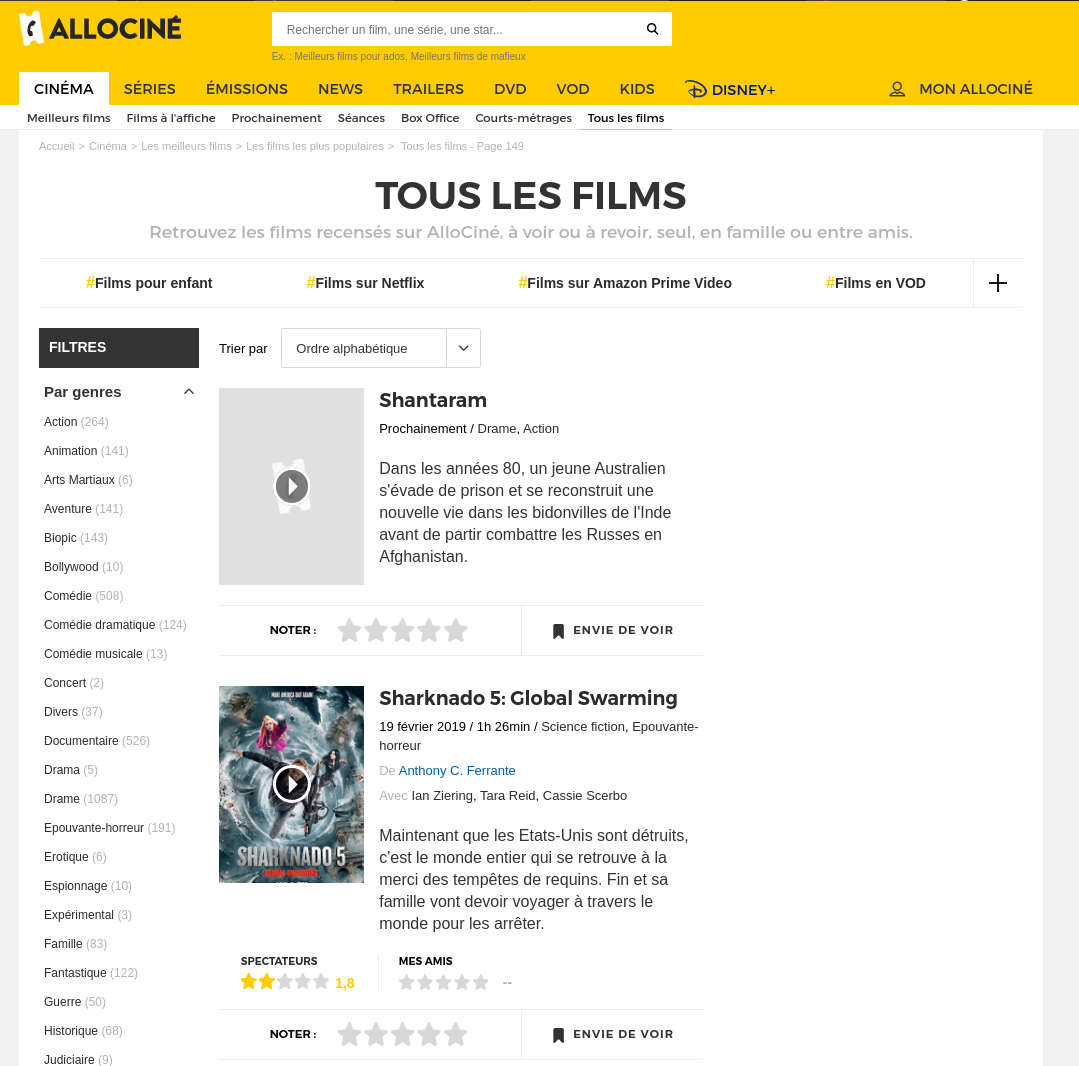 ALLOCINÉ
Rechercher un film, une série, une star...
Ex. : Meilleurs films pour ados, Meilleurs films de mafieux
CINÉMA SÉRIES ÉMISSIONS NEWS TRAILERS DVD VOD KIDS DISNEY+ MON ALLOCINÉ
Meilleurs films Films à l'affiche Prochainement Séances Box Office Courts-métrages Tous les films
Accueil > Cinéma > Les meilleurs films > Les films les plus populaires > Tous les films - Page 149
TOUS LES FILMS
Retrouvez les films recensés sur AlloCiné, à voir ou à revoir, seul, en famille ou entre amis.
#Films pour enfant #Films sur Netflix #Films sur Amazon Prime Video #Films en VOD
FILTRES
Par genres
Action (264)
Animation (141)
Arts Martiaux (6)
Aventure (141)
Biopic (143)
Bollywood (10)
Comédie (508)
Comédie dramatique (124)
Comédie musicale (13)
Concert (2)
Divers (37)
Documentaire (526)
Drama (5)
Drame (1087)
Epouvante-horreur (191)
Erotique (6)
Espionnage (10)
Expérimental (3)
Famille (83)
Fantastique (122)
Guerre (50)
Historique (68)
Judiciaire (9)
Trier par Ordre alphabétique
Shantaram
Prochainement / Drame, Action
Dans les années 80, un jeune Australien
s'évade de prison et se reconstruit une
nouvelle vie dans les bidonvilles de l'Inde
avant de partir combattre les Russes en
Afghanistan.
NOTER : ENVIE DE VOIR
MAKE AMERICA BAIT AGAIN!
SHARKNADO 5
GLOBAL SWARMING
Sharknado 5: Global Swarming
19 février 2019 / 1h 26min / Science fiction, Epouvante-
horreur
De Anthony C. Ferrante
Avec Ian Ziering, Tara Reid, Cassie Scerbo
Maintenant que les Etats-Unis sont détruits,
c'est le monde entier qui se retrouve à la
merci des tempêtes de requins. Fin et sa
famille vont devoir voyager à travers le
monde pour les arrêter.
SPECTATEURS MES AMIS
1,8 --
NOTER : ENVIE DE VOIR